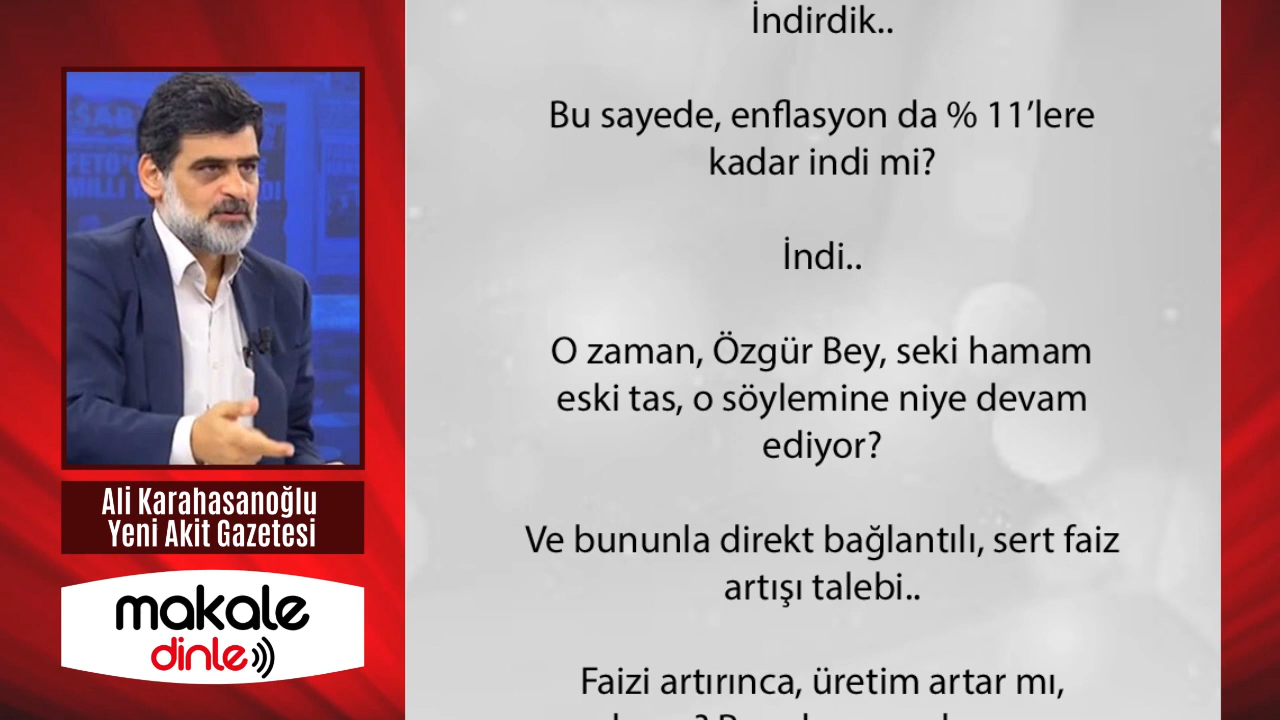 İndirdik..
Bu sayede, enflasyon da % 11’lere
kadar indi mi?
İndi..
O zaman, Özgür Bey, seki hamam
eski tas, o söylemine niye devam
ediyor?
Ve bununla direkt bağlantılı, sert faiz
artışı talebi..
Faizi artırınca, üretim artar mı,
Ali Karahasanoğlu
Yeni Akit Gazetesi
makale
dinle